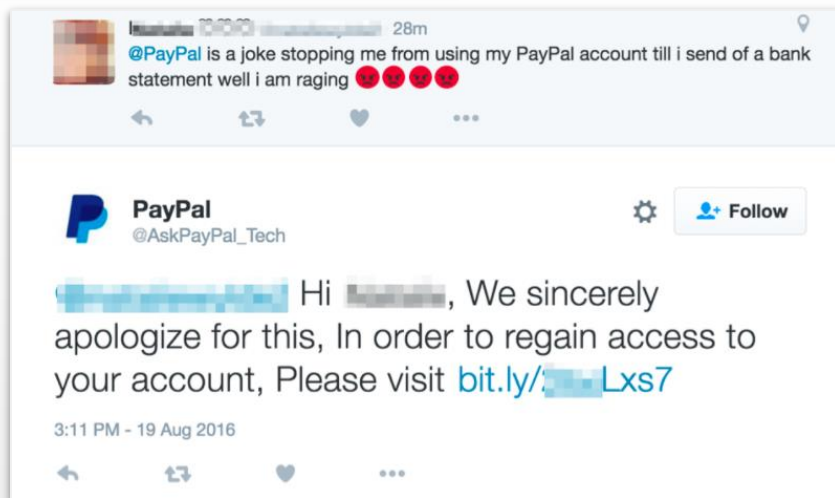 28m
@PayPal is a joke stopping me from using my PayPal account till i send of a bank
statement well i am raging 😡😡😡😡
PayPal
@AskPayPal_Tech
Follow
Hi , We sincerely
apologize for this, In order to regain access to
your account, Please visit bit.ly/ Lxs7
3:11 PM - 19 Aug 2016